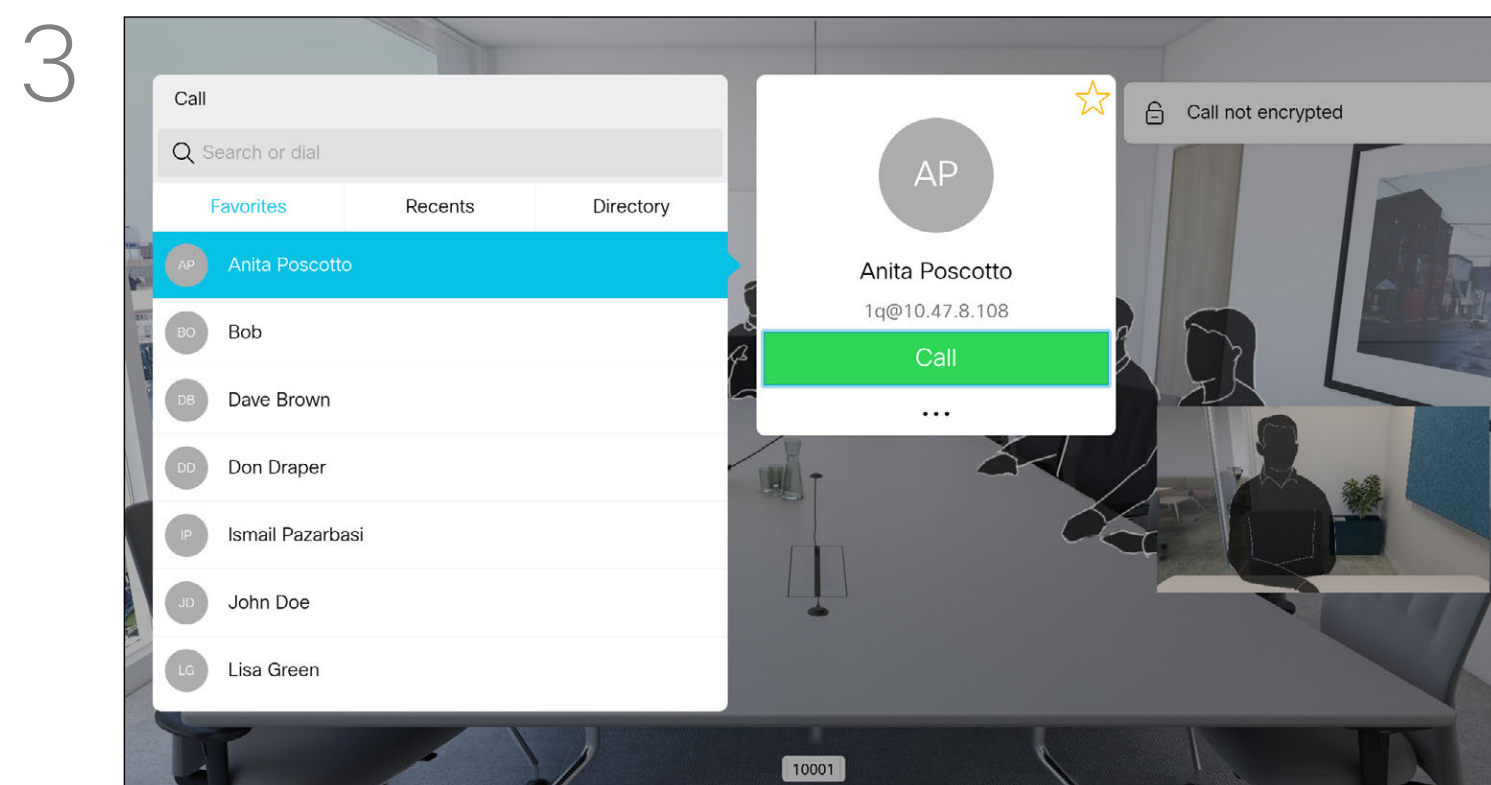 3
Call
Search or dial
Favorites Recents Directory
AP Anita Poscotto
BO Bob
DB Dave Brown
DD Don Draper
IP Ismail Pazarbasi
JD John Doe
LG Lisa Green
AP
Anita Poscotto
1q@10.47.8.108
Call
...
Call not encrypted
10001